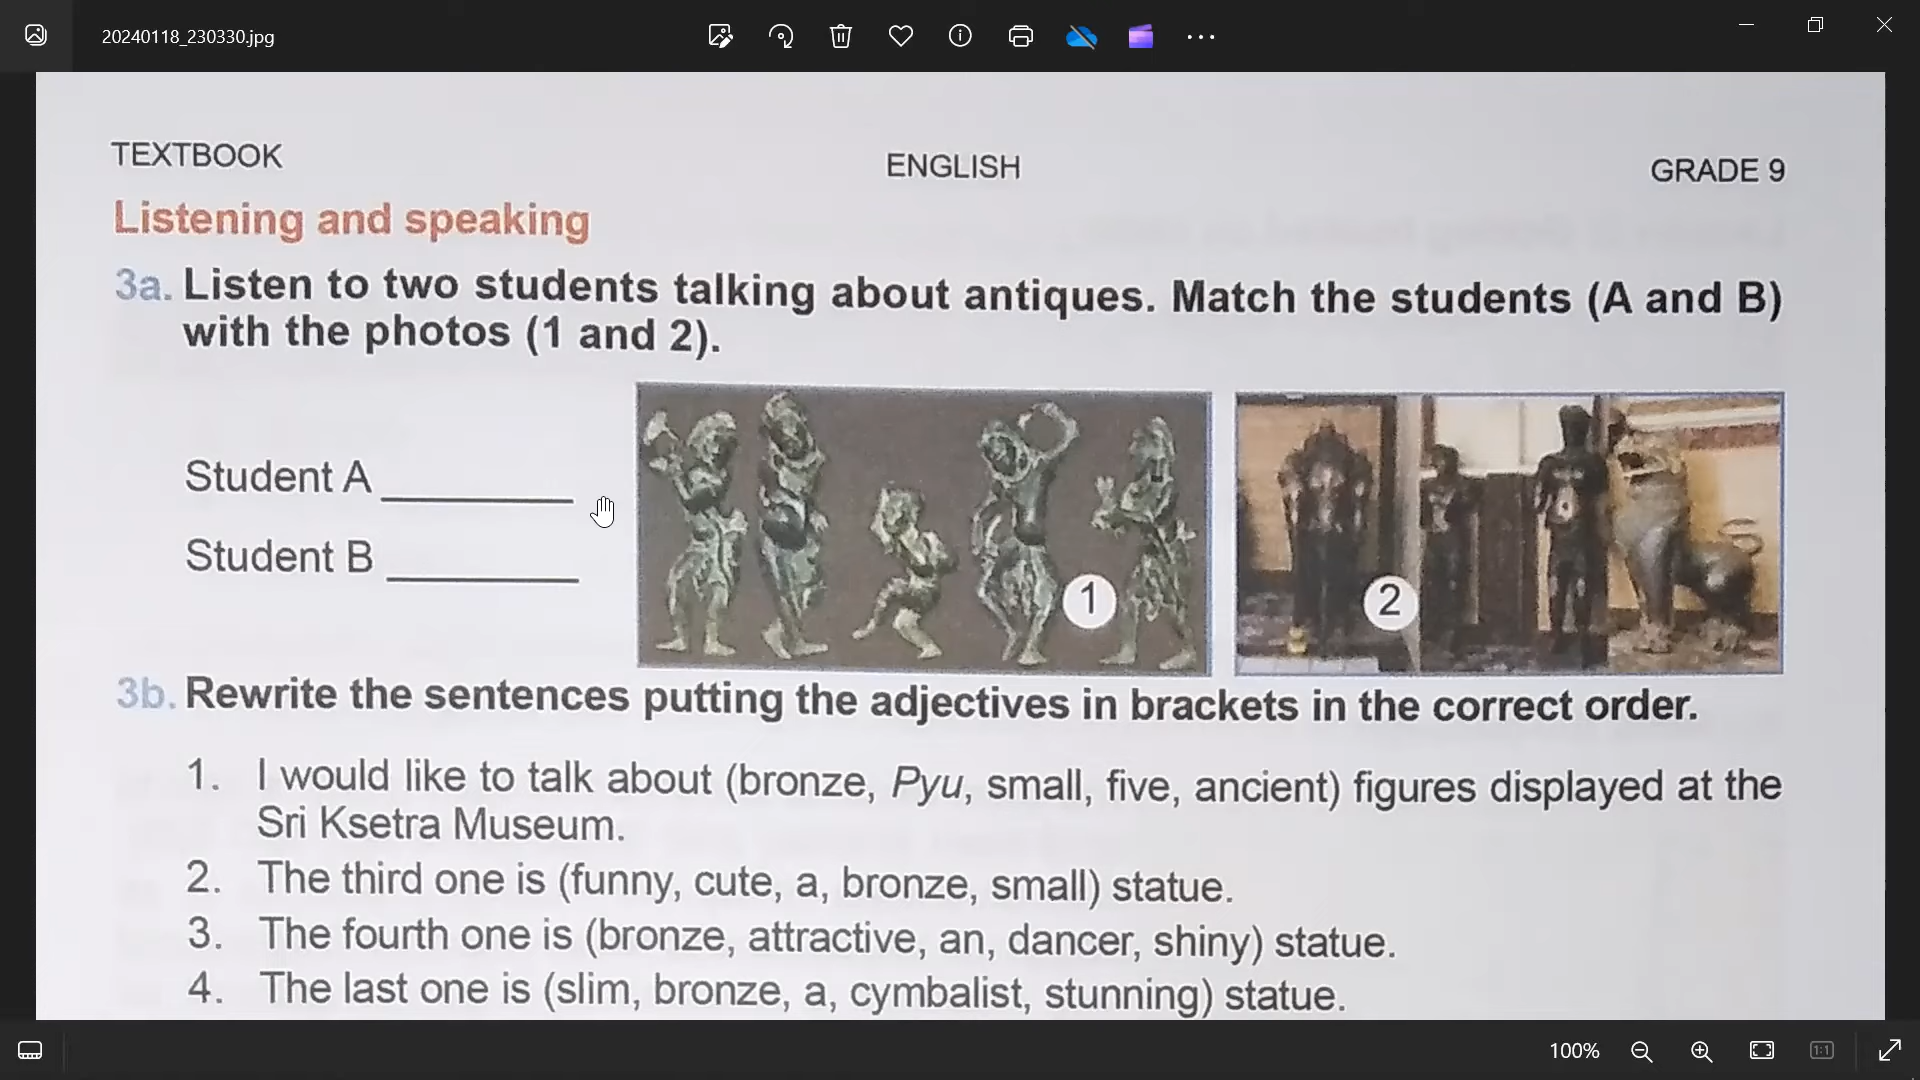 20240118_230330.jpg
TEXTBOOK
ENGLISH
GRADE 9
Listening and speaking
3a. Listen to two students talking about antiques. Match the students (A and B)
with the photos (1 and 2).
Student A
Student B
1
2
3b. Rewrite the sentences putting the adjectives in brackets in the correct order.
1. I would like to talk about (bronze, Pyu, small, five, ancient) figures displayed at the
Sri Ksetra Museum.
2. The third one is (funny, cute, a, bronze, small) statue.
3. The fourth one is (bronze, attractive, an, dancer, shiny) statue.
4. The last one is (slim, bronze, a, cymbalist, stunning) statue.
100%
1:1